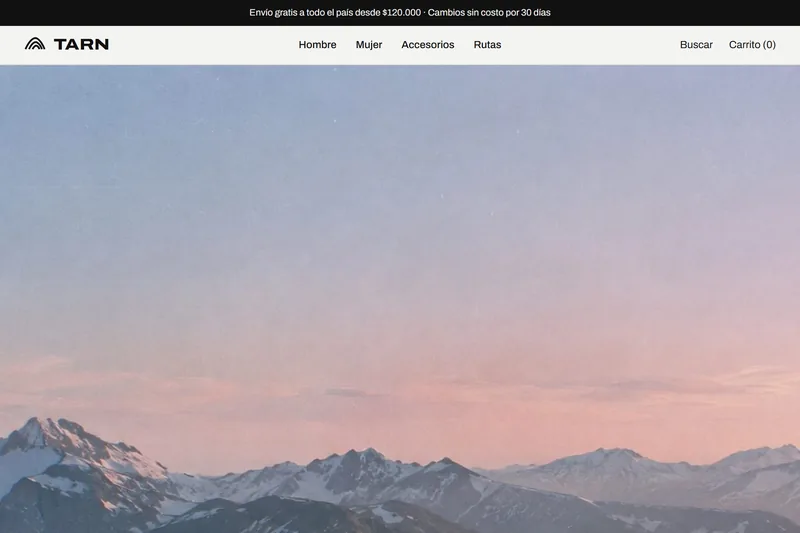 Envío gratis a todo el país desde $120.000 · Cambios sin costo por 30 días
TARN
Hombre
Mujer
Accesorios
Rutas
Buscar
Carrito (0)